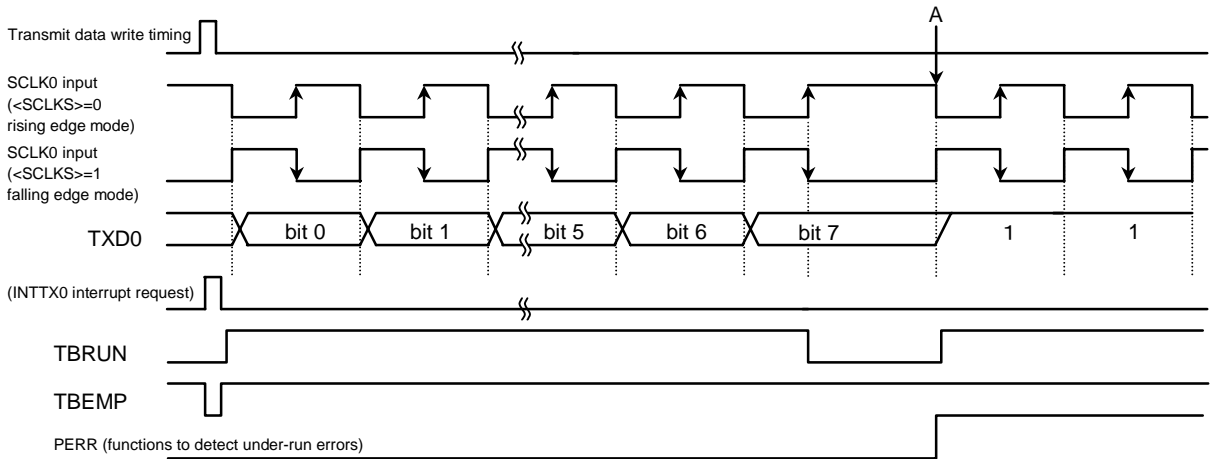 A
Transmit data write timing
SCLK0 input
(<SCLKS>=0
rising edge mode)
SCLK0 input
(<SCLKS>=1
falling edge mode)
TXD0
bit 0
bit 1
bit 5
bit 6
bit 7
1
1
(INTTX0 interrupt request)
TBRUN
TBEMP
PERR (functions to detect under-run errors)